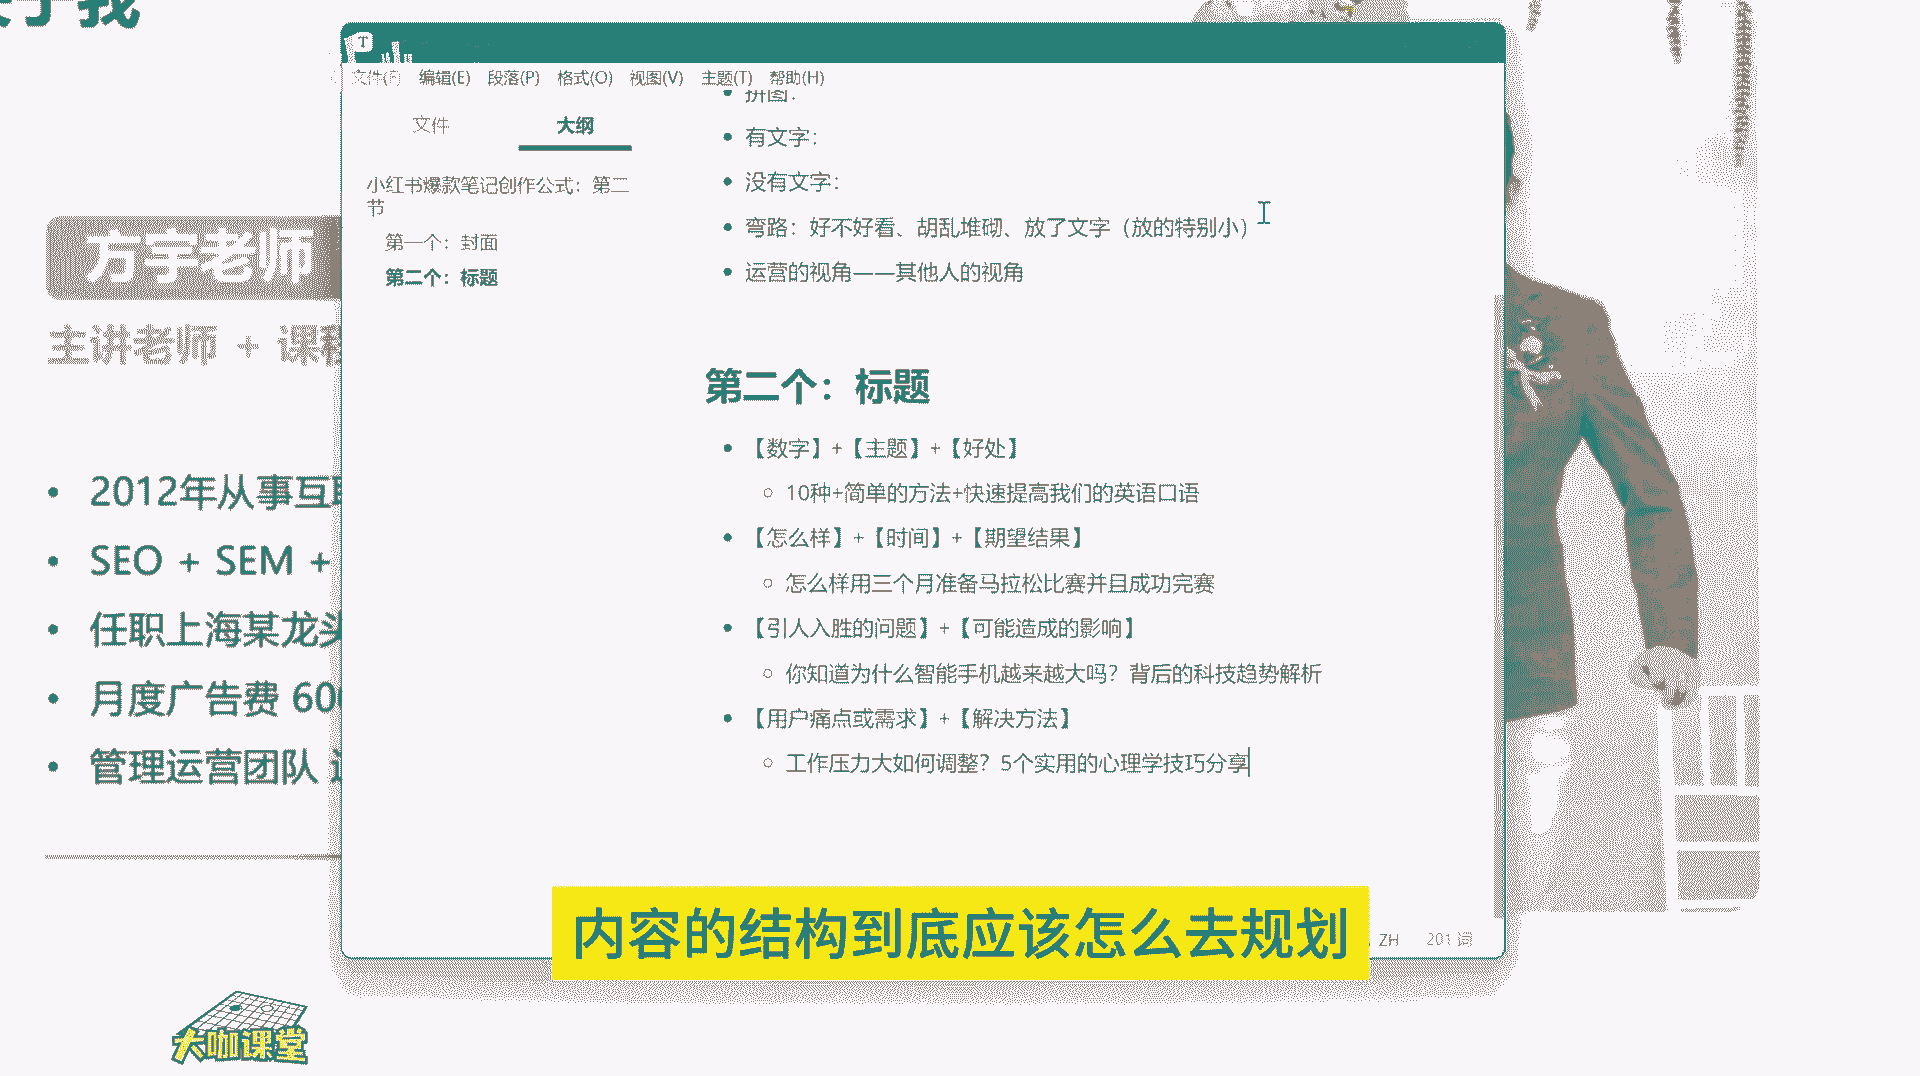 方宇老师
主讲老师 + 课程
2012年从事互联
SEO + SEM +
任职上海某龙头
月度广告费 600
管理运营团队
大咖课堂
文件(F) 编辑(E) 段落(P) 格式(O) 视图(V) 主题(T) 帮助(H)
文件 大纲
小红书爆款笔记创作公式：第二
节
第一个：封面
第二个：标题
拼图：
有文字：
没有文字：
弯路：好不好看、胡乱堆砌、放了文字（放的特别小）
运营的视角——其他人的视角
第二个：标题
【数字】+【主题】+【好处】
10种+简单的方法+快速提高我们的英语口语
【怎么样】+【时间】+【期望结果】
怎么样用三个月准备马拉松比赛并且成功完赛
【引人入胜的问题】+【可能造成的影响】
你知道为什么智能手机越来越大吗？背后的科技趋势解析
【用户痛点或需求】+【解决方法】
工作压力大如何调整？5个实用的心理学技巧分享
ZH 201 词
内容的结构到底应该怎么去规划